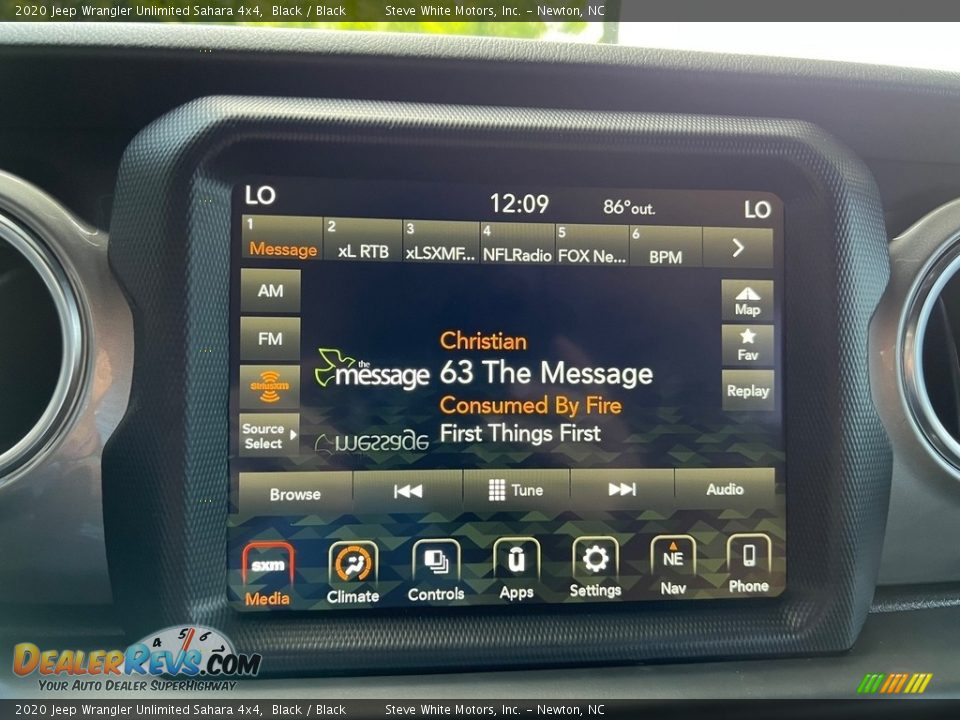 2020 Jeep Wrangler Unlimited Sahara 4x4, Black / Black Steve White Motors, Inc. - Newton, NC
LO 12:09 86°out. LO
1 Message 2 xL RTB 3 xLSXMF... 4 NFLRadio 5 FOX Ne... 6 BPM >
AM
FM
SiriusXM
Source Select
Map
Fav
Replay
the message
message
Christian
63 The Message
Consumed By Fire
First Things First
Browse Tune Audio
sxm NE
Media Climate Controls Apps Settings Nav Phone
4 5 6
DealerRevs.com
Your Auto Dealer SuperHighway
2020 Jeep Wrangler Unlimited Sahara 4x4, Black / Black Steve White Motors, Inc. - Newton, NC